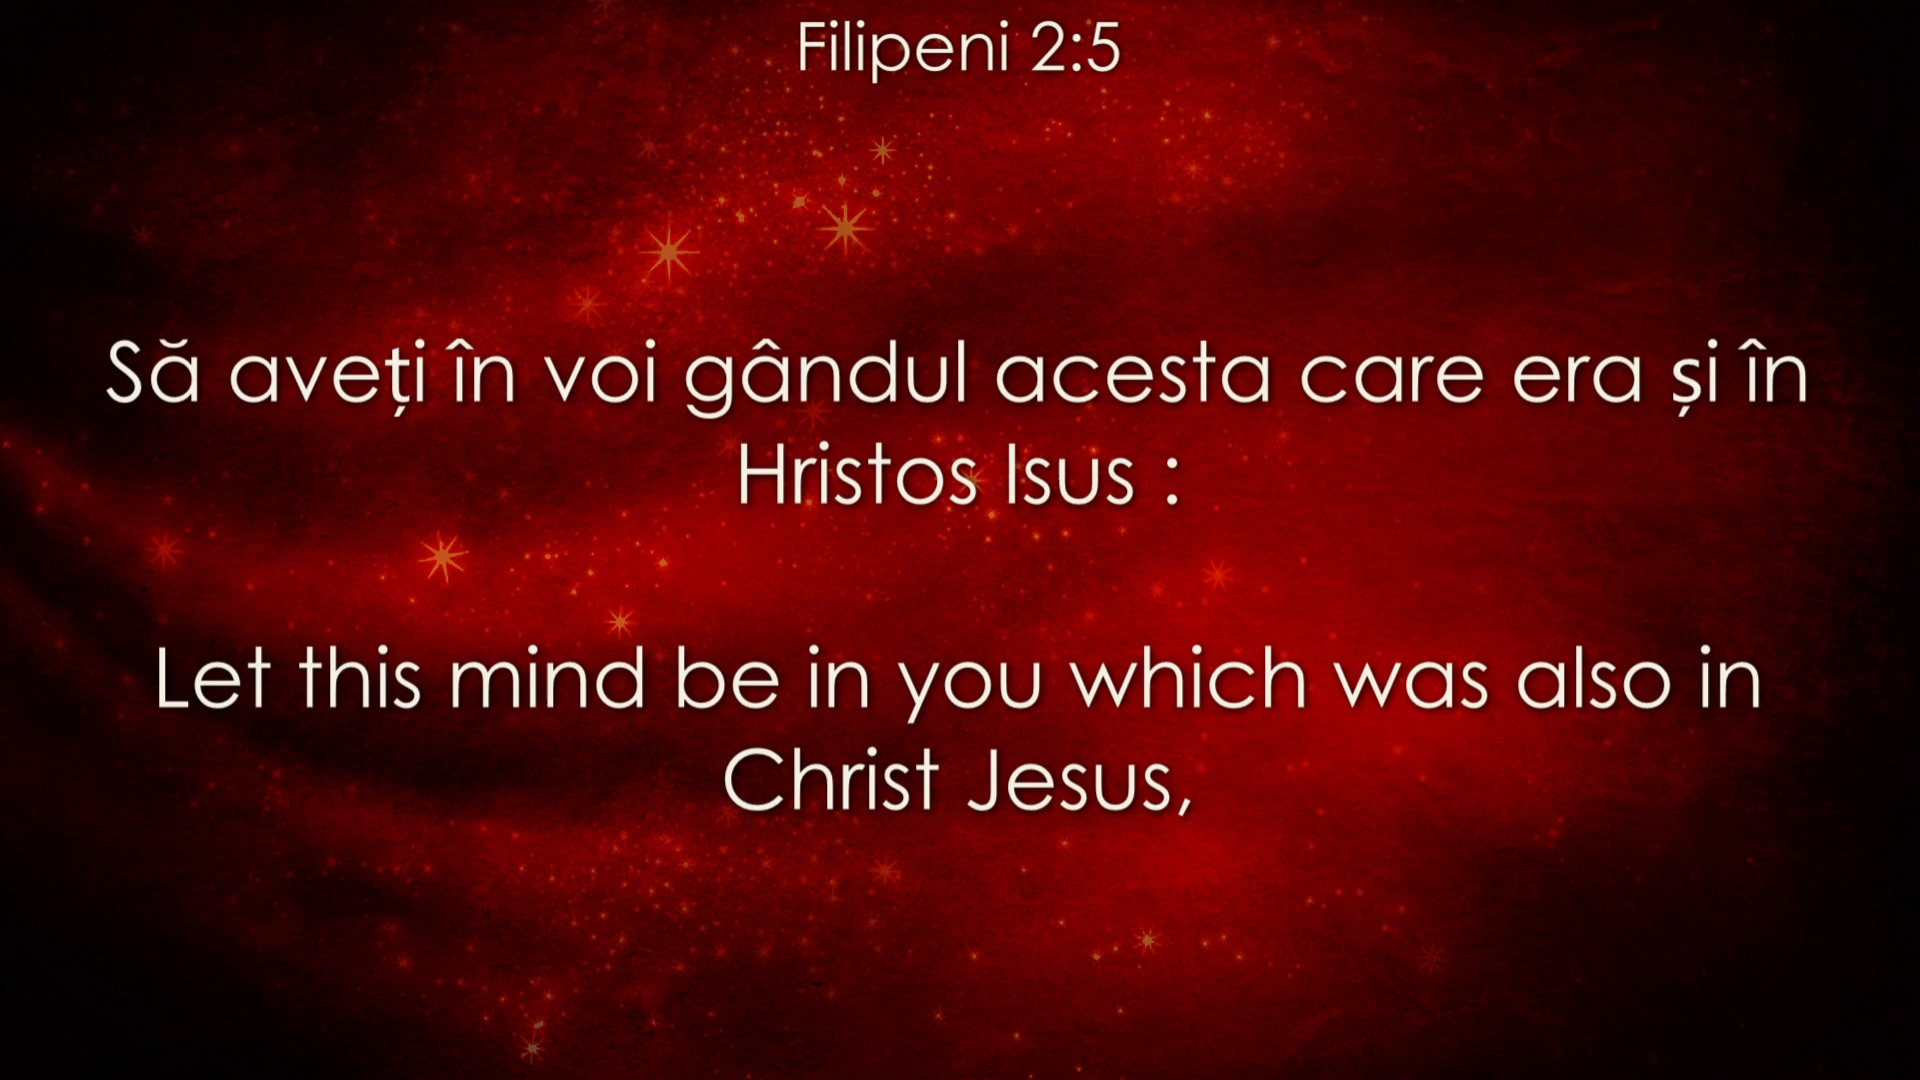 Filipeni 2:5
Să aveți în voi gândul acesta care era și în
Hristos Isus :
Let this mind be in you which was also in
Christ Jesus,